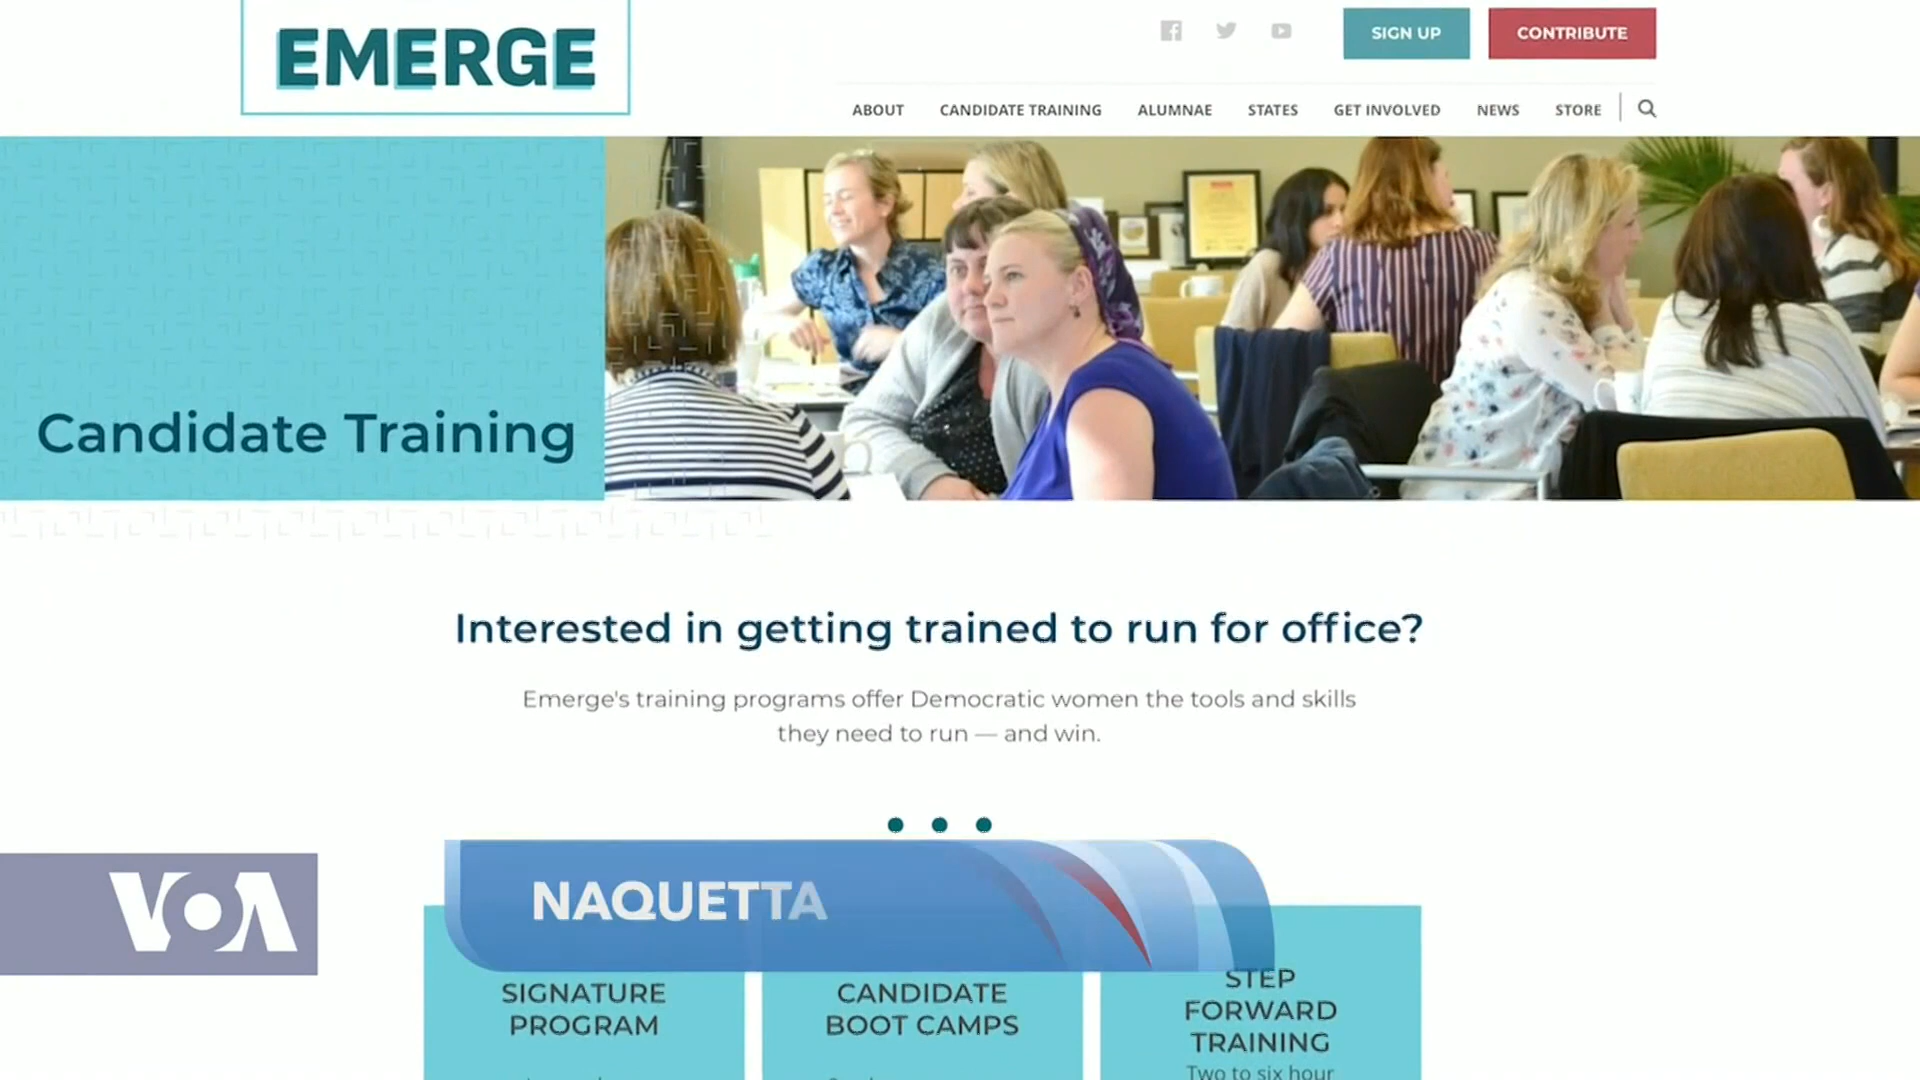 EMERGE
SIGN UP
CONTRIBUTE
ABOUT
CANDIDATE TRAINING
ALUMNAE
STATES
GET INVOLVED
NEWS
STORE
Candidate Training
Interested in getting trained to run for office?
Emerge's training programs offer Democratic women the tools and skills
they need to run — and win.
VOA
NAQUETTA
SIGNATURE
PROGRAM
CANDIDATE
BOOT CAMPS
STEP
FORWARD
TRAINING
Two to six hour